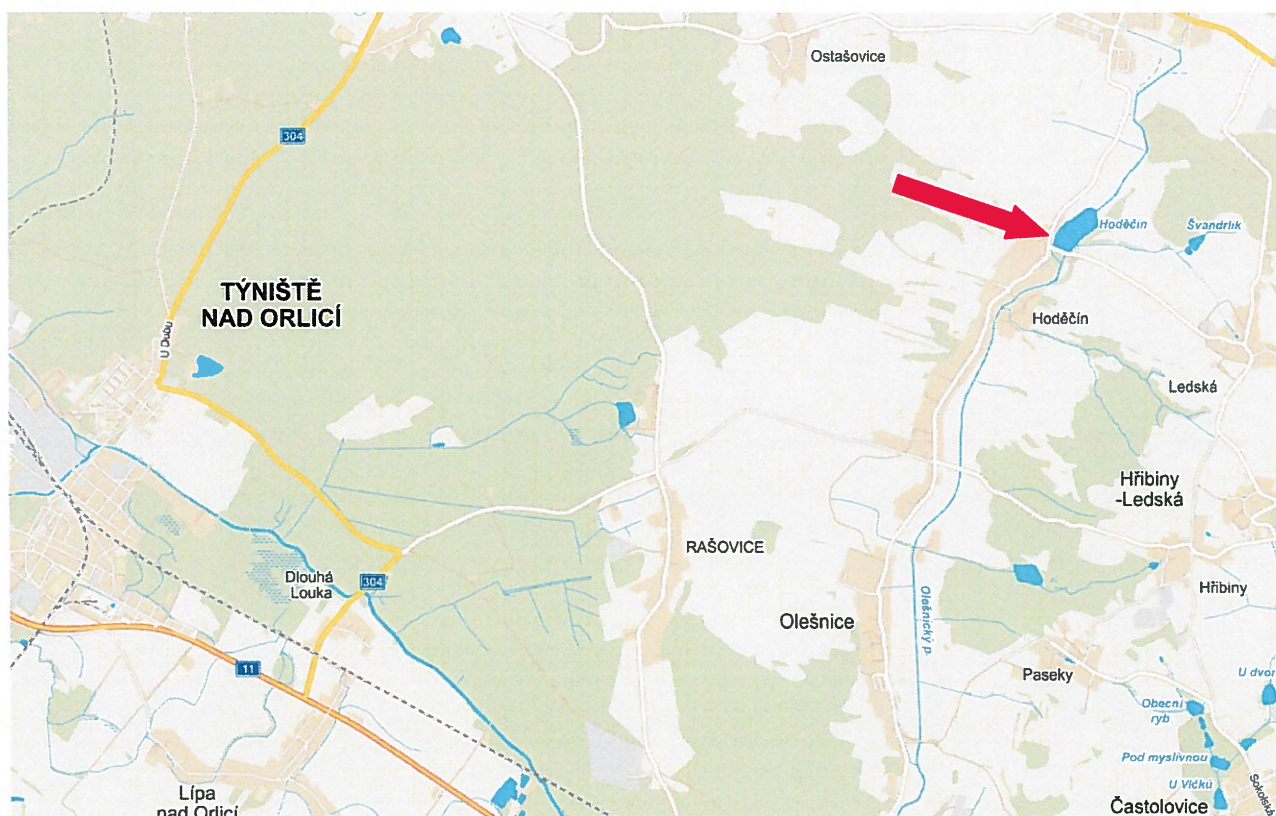 Ostašovice
304
Hoděčín
Švandrlík
TÝNIŠTĚ
NAD ORLICÍ
U Dubu
Hoděčín
Ledská
Hřibiny
-Ledská
RAŠOVICE
Dlouhá
Louka
304
Hřibiny
Olešnice
Olešnický p.
11
Paseky
U dvor
Obecní
ryb
Pod myslivnou
U Vlčků
Sokolská
Lípa
nad Orlicí
Častolovice